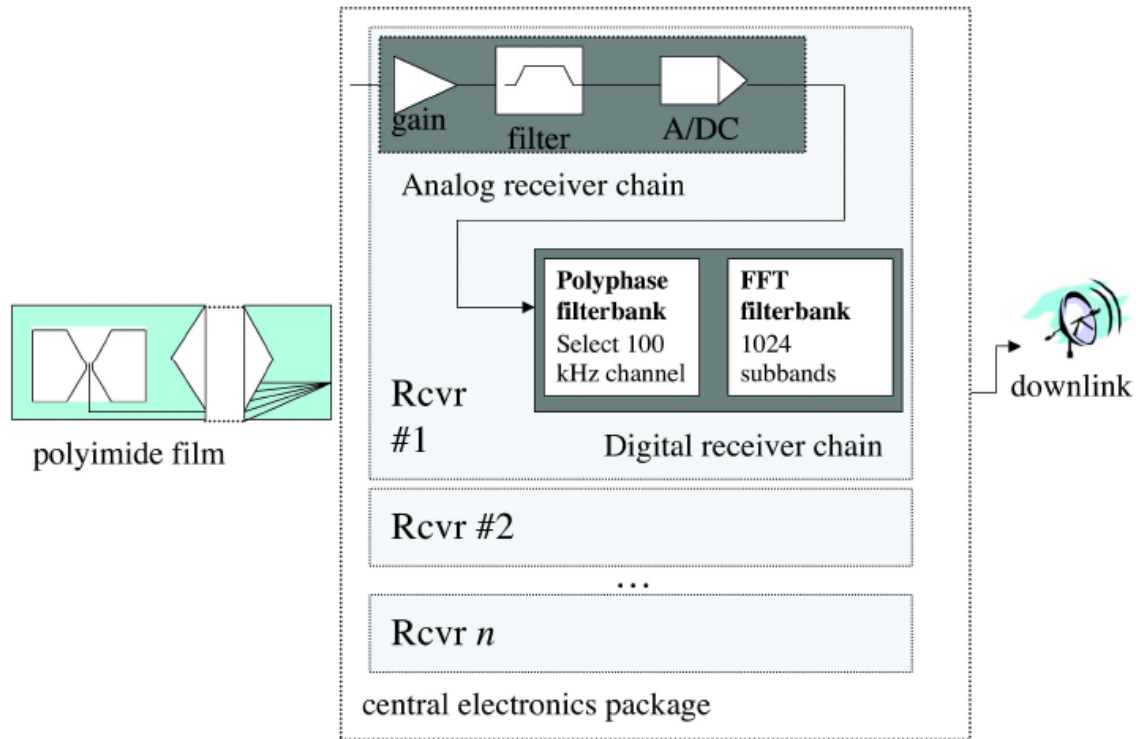 gain
filter
A/DC
Analog receiver chain
Polyphase
filterbank
Select 100
kHz channel
FFT
filterbank
1024
subbands
Rcvr
#1
Digital receiver chain
polyimide film
downlink
Rcvr #2
...
Rcvr n
central electronics package